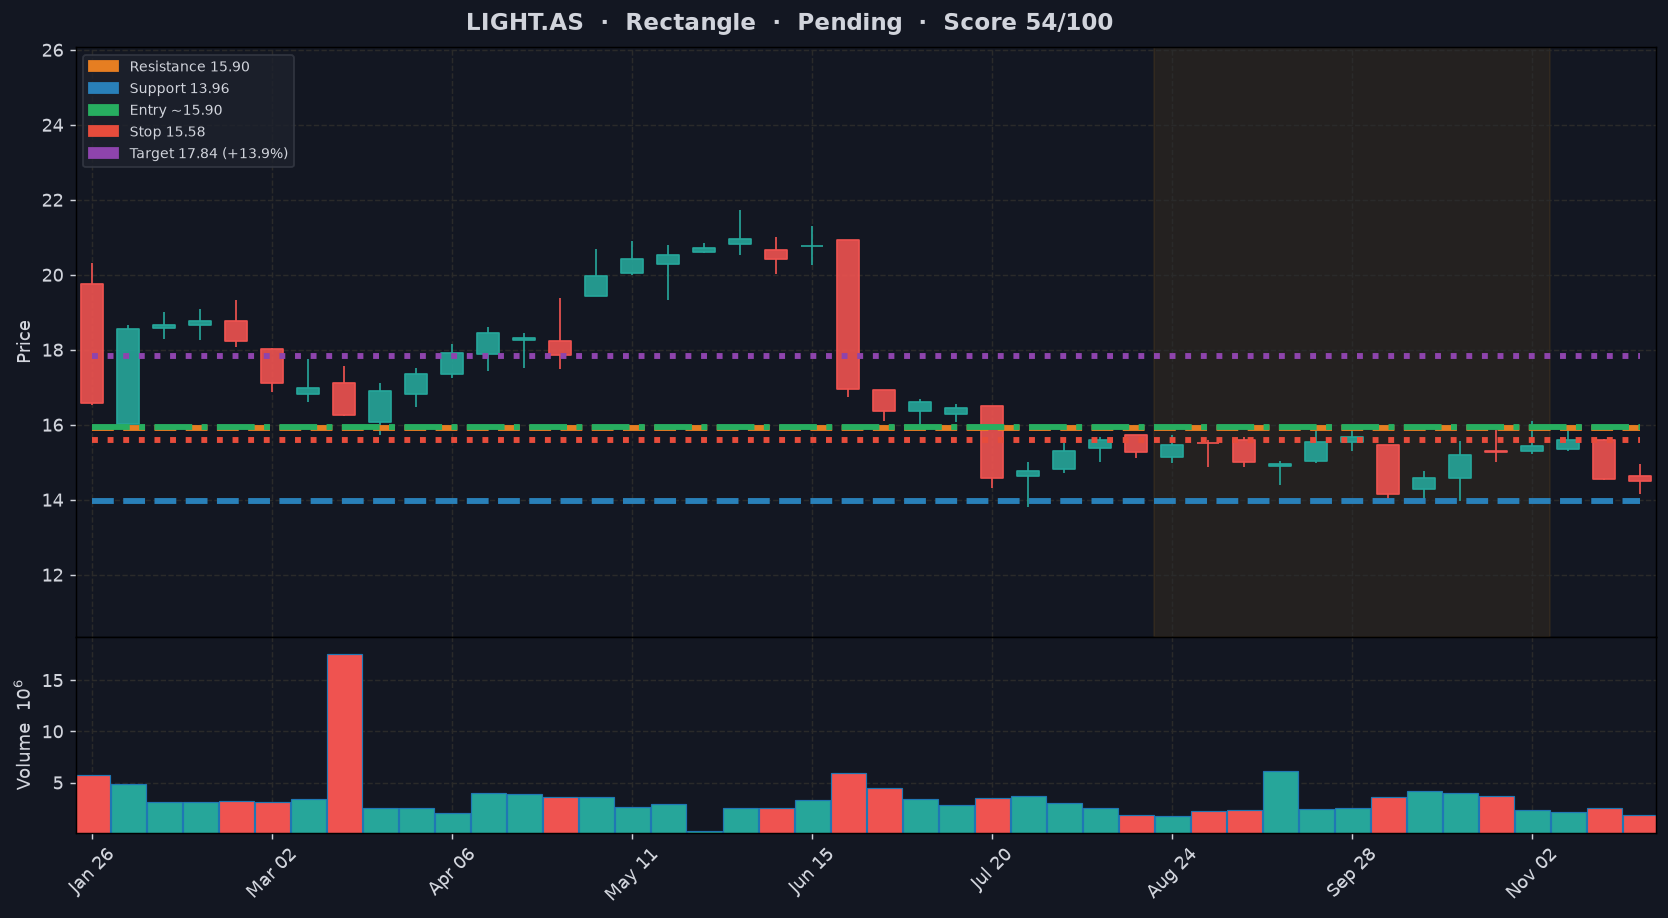 LIGHT.AS · Rectangle · Pending · Score 54/100
Resistance 15.90
Support 13.96
Entry ~15.90
Stop 15.58
Target 17.84 (+13.9%)
Price
26
24
22
20
18
16
14
12
Volume 10⁶
15
10
5
Jan 26
Mar 02
Apr 06
May 11
Jun 15
Jul 20
Aug 24
Sep 28
Nov 02